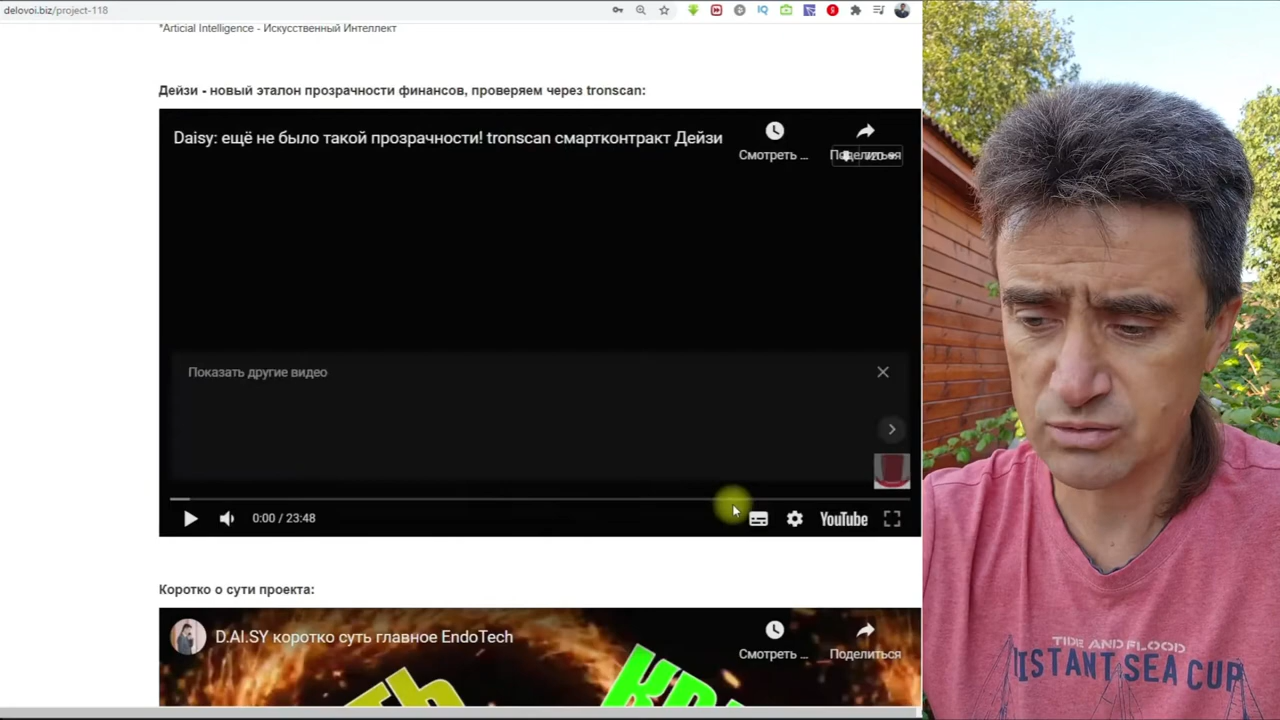 delovoi.biz/project-118
*Articial Intelligence - Искусственный Интеллект
Дейзи - новый эталон прозрачности финансов, проверяем через tronscan:
Daisy: ещё не было такой прозрачности! tronscan смартконтракт Дейзи
Смотреть ...
Поделиться
Показать другие видео
0:00 / 23:48
YouTube
Коротко о сути проекта:
D.AI.SY коротко суть главное EndoTech
Смотреть ...
Поделиться
TIDE AND FLOOD
ISTANT SEA CUP